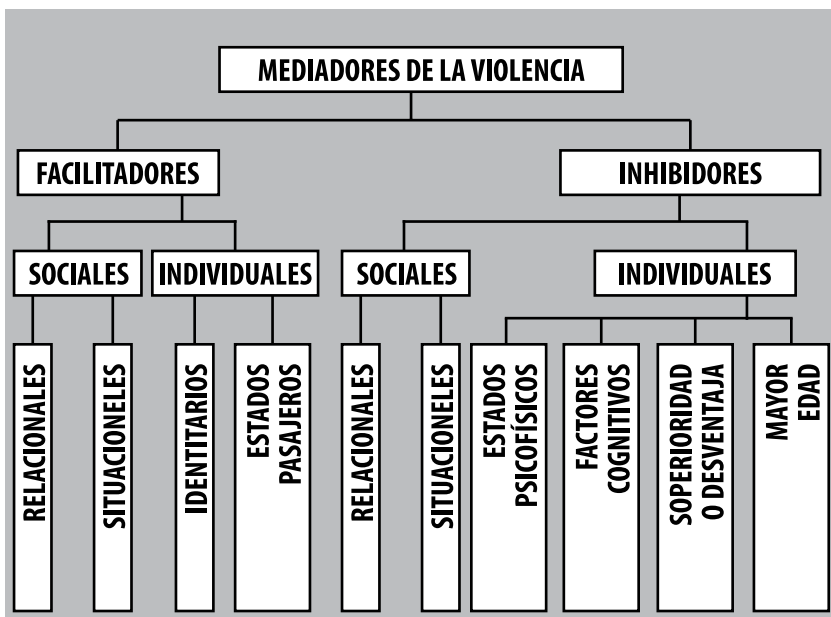 MEDIADORES DE LA VIOLENCIA
FACILITADORES
INHIBIDORES
SOCIALES
INDIVIDUALES
SOCIALES
INDIVIDUALES
RELACIONALES
SITUACIONELES
IDENTITARIOS
ESTADOS
PASAJEROS
RELACIONALES
SITUACIONELES
ESTADOS
PSICOFÍSICOS
FACTORES
COGNITIVOS
SOPERIORIDAD
O DESVENTAJA
MAYOR
EDAD